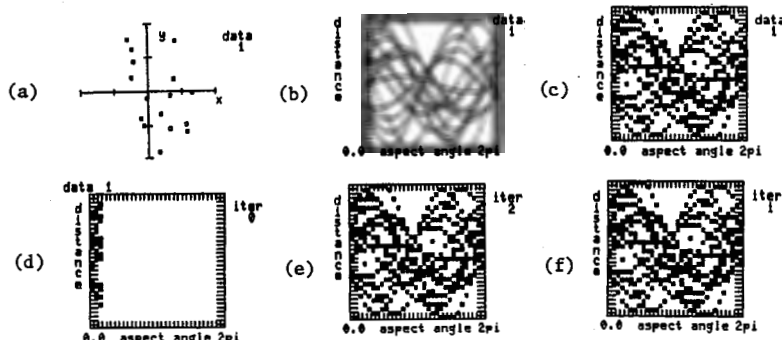 (a)
y
x
data
1
(b)
distance
data
1
0.0 aspect angle 2pi
(c)
distance
data
1
0.0 aspect angle 2pi
(d)
data 1
distance
iter
0
0.0 aspect angle 2pi
(e)
distance
iter
2
0.0 aspect angle 2pi
(f)
distance
iter
1
0.0 aspect angle 2pi